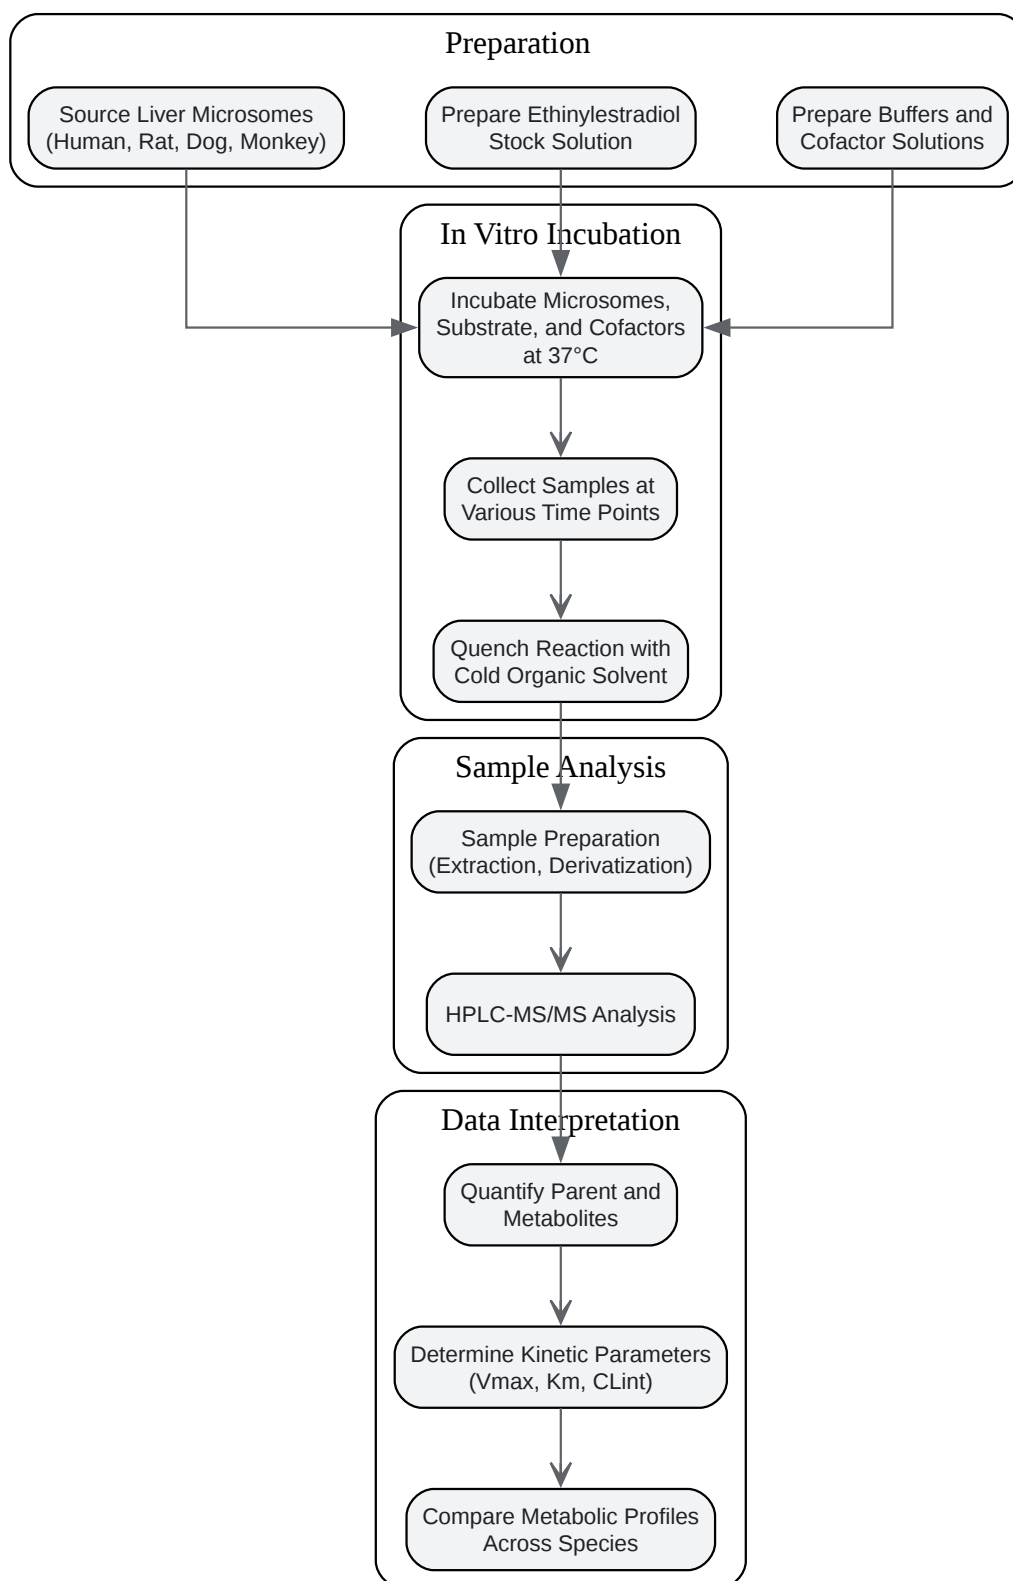 Preparation
Source Liver Microsomes
(Human, Rat, Dog, Monkey)
Prepare Ethinylestradiol
Stock Solution
Prepare Buffers and
Cofactor Solutions
In Vitro Incubation
Incubate Microsomes,
Substrate, and Cofactors
at 37°C
Collect Samples at
Various Time Points
Quench Reaction with
Cold Organic Solvent
Sample Analysis
Sample Preparation
(Extraction, Derivatization)
HPLC-MS/MS Analysis
Data Interpretation
Quantify Parent and
Metabolites
Determine Kinetic Parameters
(Vmax, Km, CLint)
Compare Metabolic Profiles
Across Species